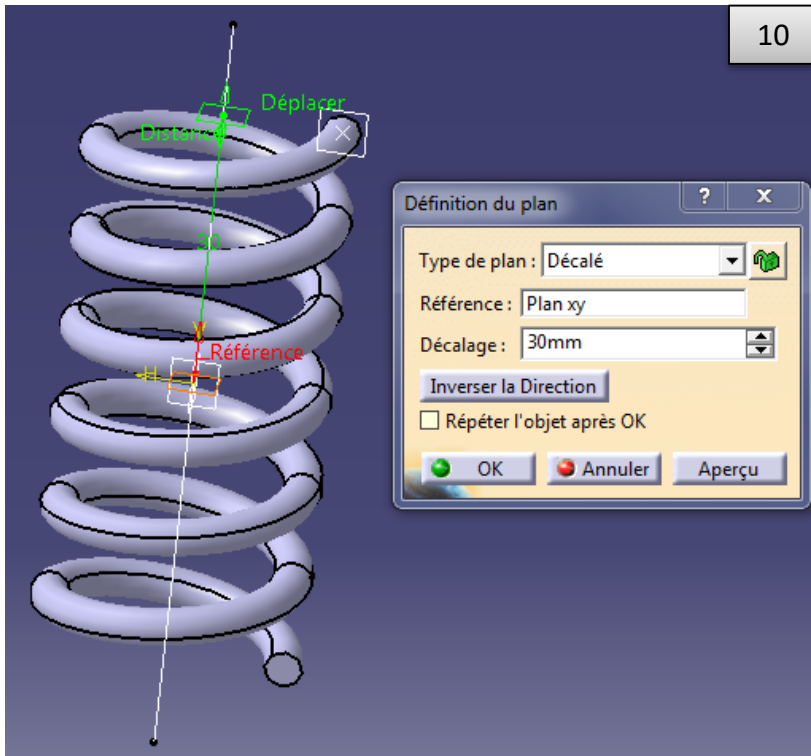 10
Déplacer
Distance
30
V
Référence
H
Définition du plan
? X
Type de plan : Décalé
Référence : Plan xy
Décalage : 30mm
Inverser la Direction
Répéter l'objet après OK
OK Annuler Aperçu